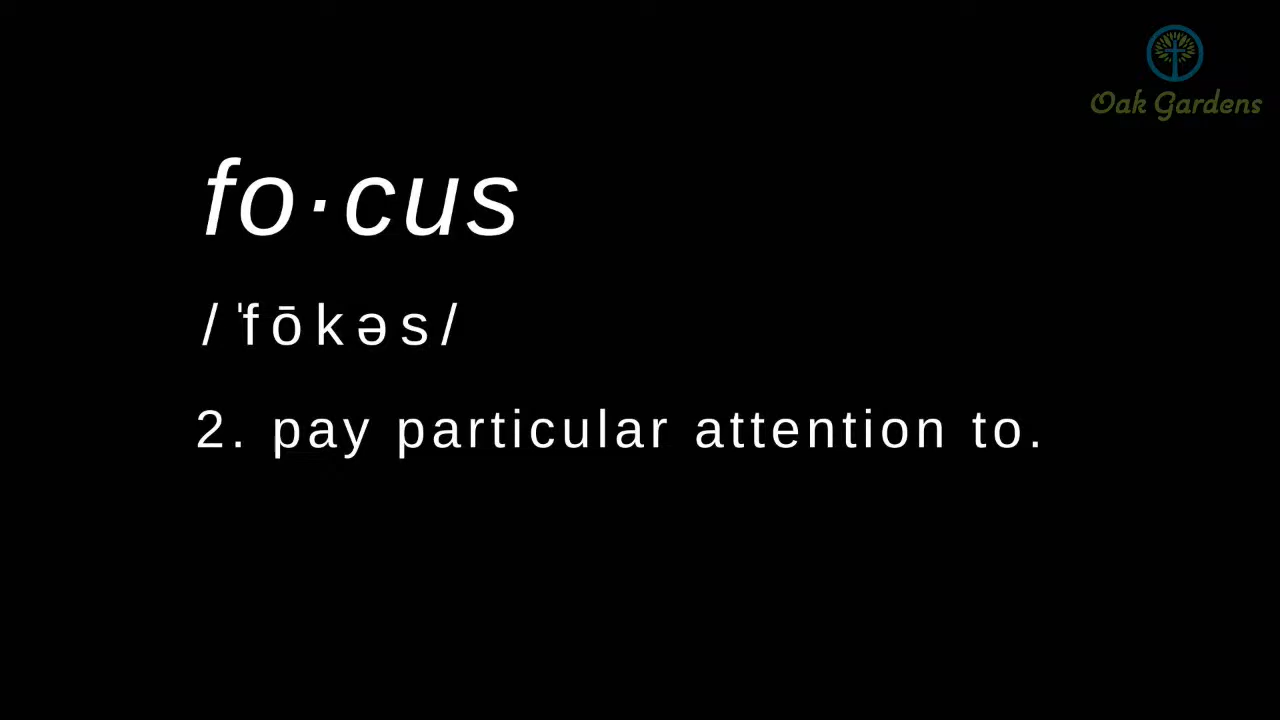 Oak Gardens
fo·cus
/ˈfōkəs/
2. pay particular attention to.